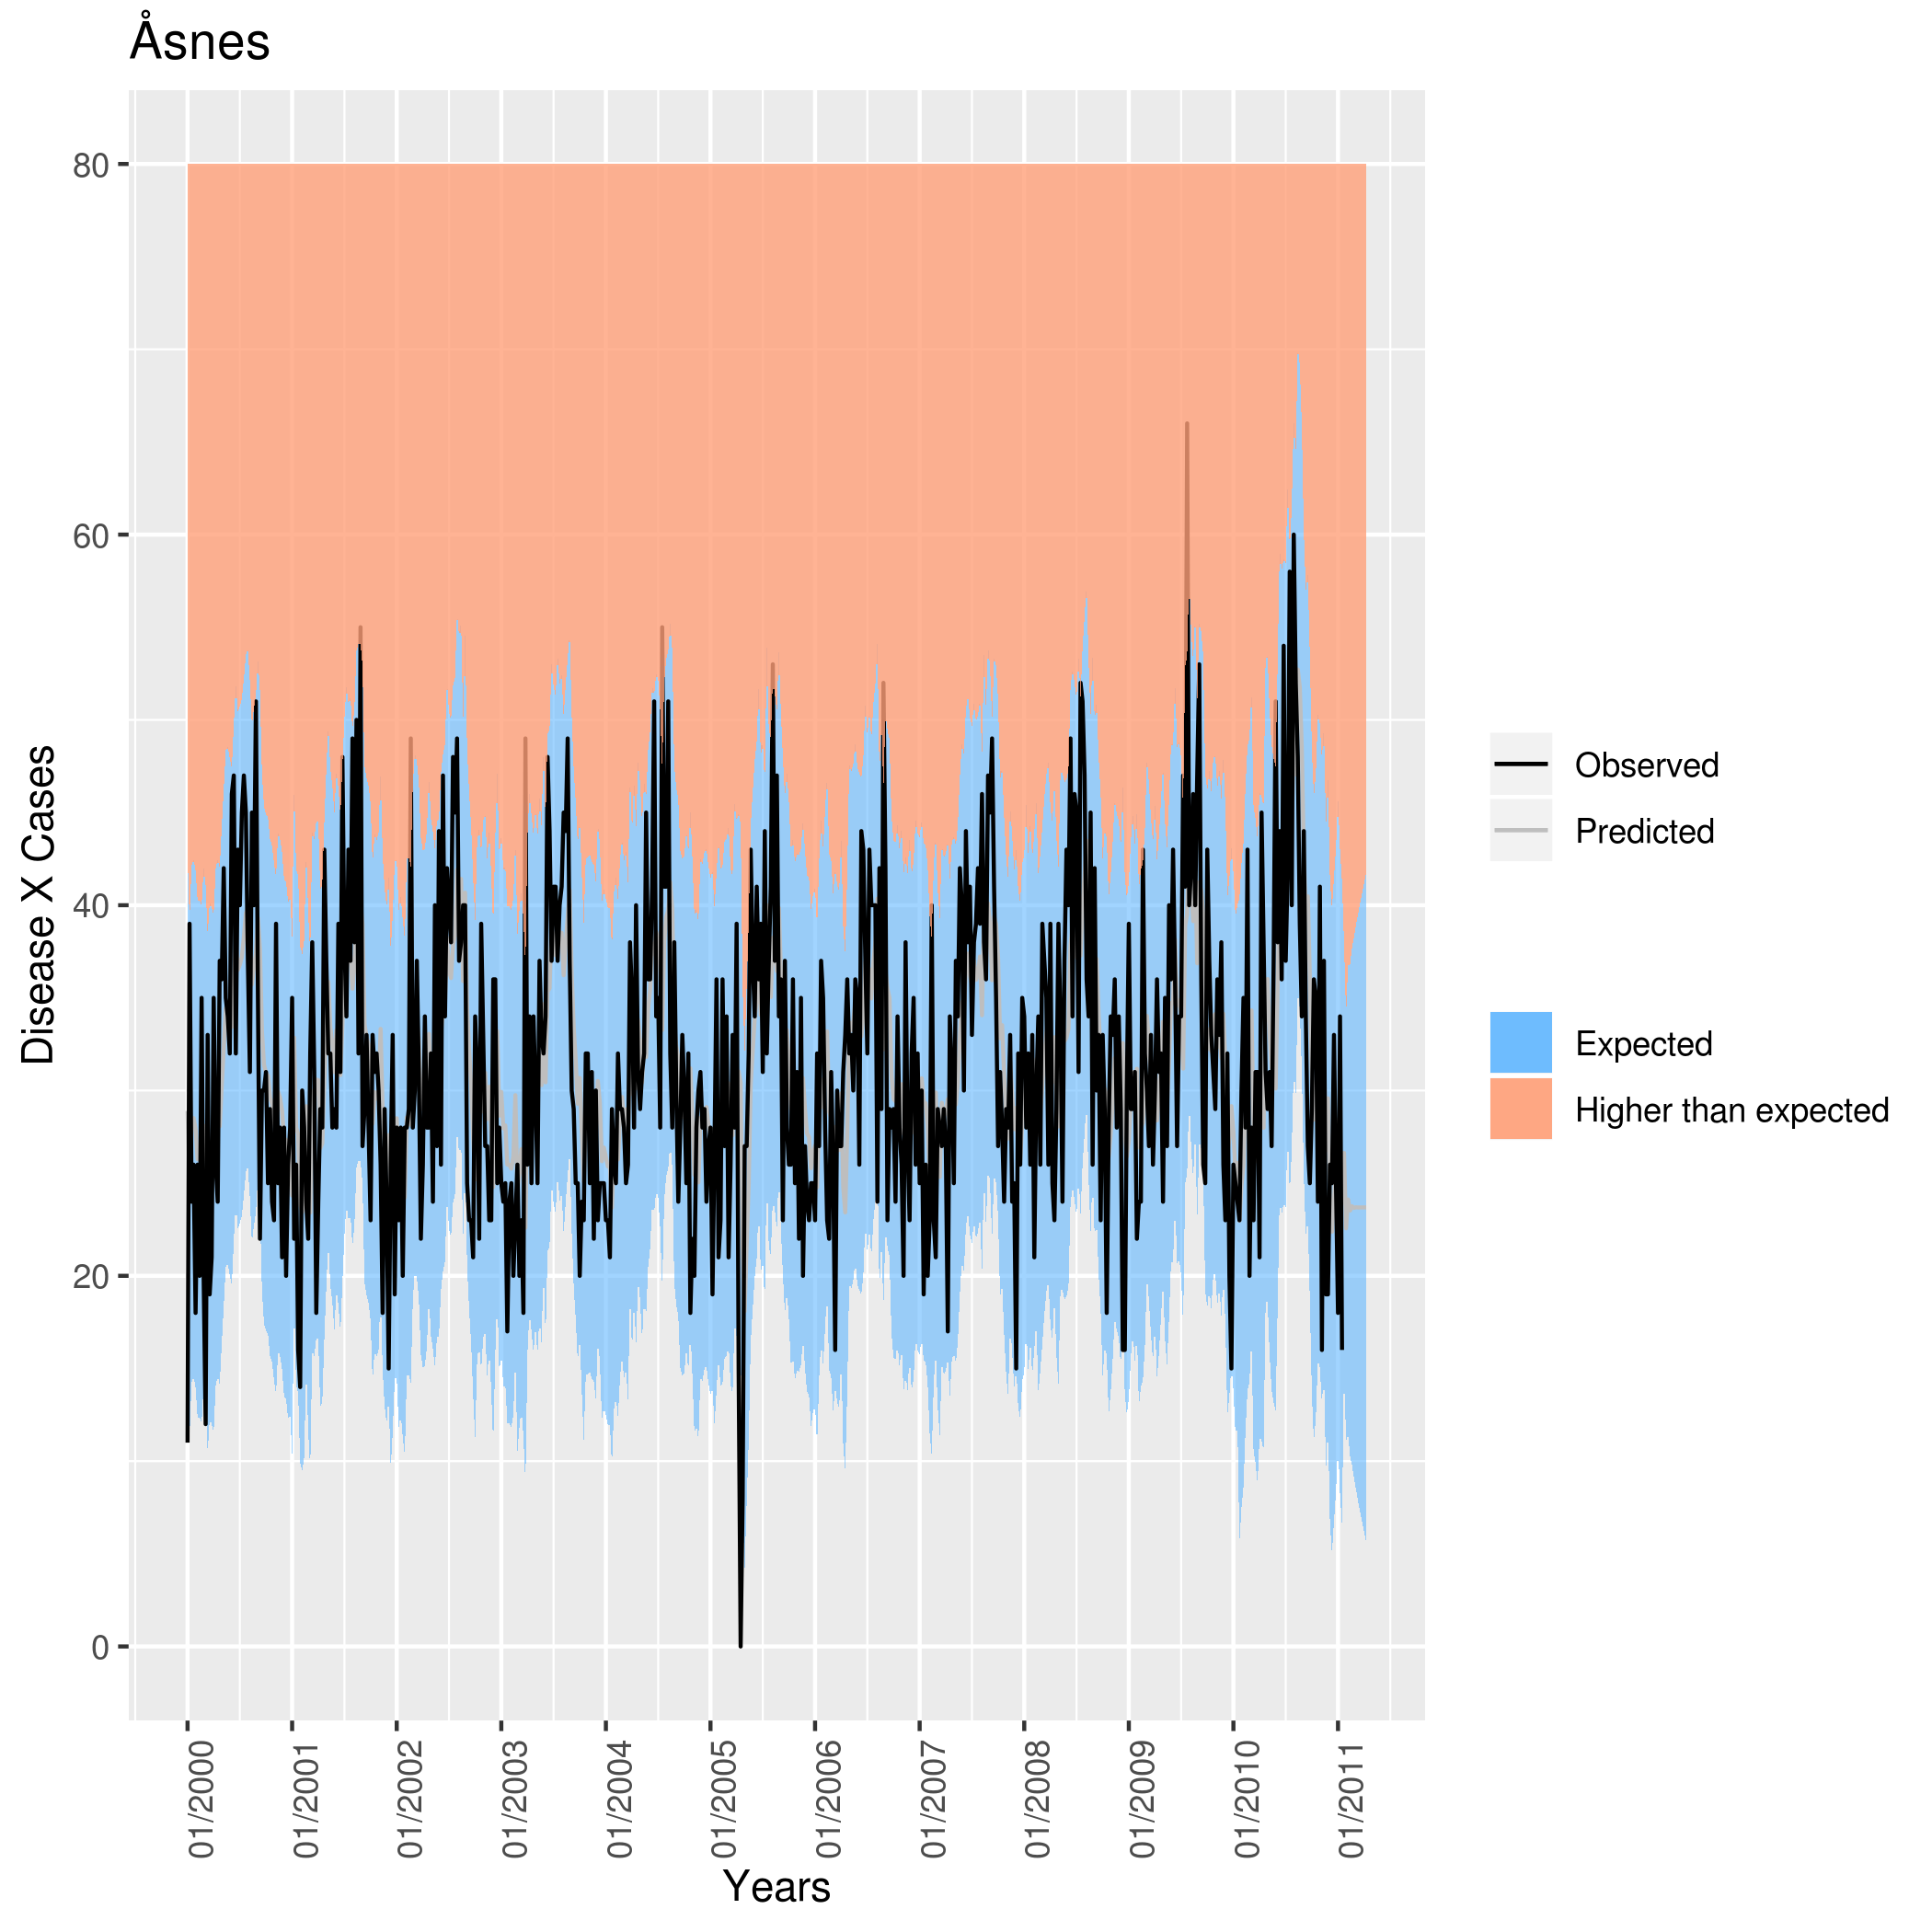 Åsnes
80
60
40
20
0
Disease X Cases
01/2000
01/2001
01/2002
01/2003
01/2004
01/2005
01/2006
01/2007
01/2008
01/2009
01/2010
01/2011
Years
Observed
Predicted
Expected
Higher than expected